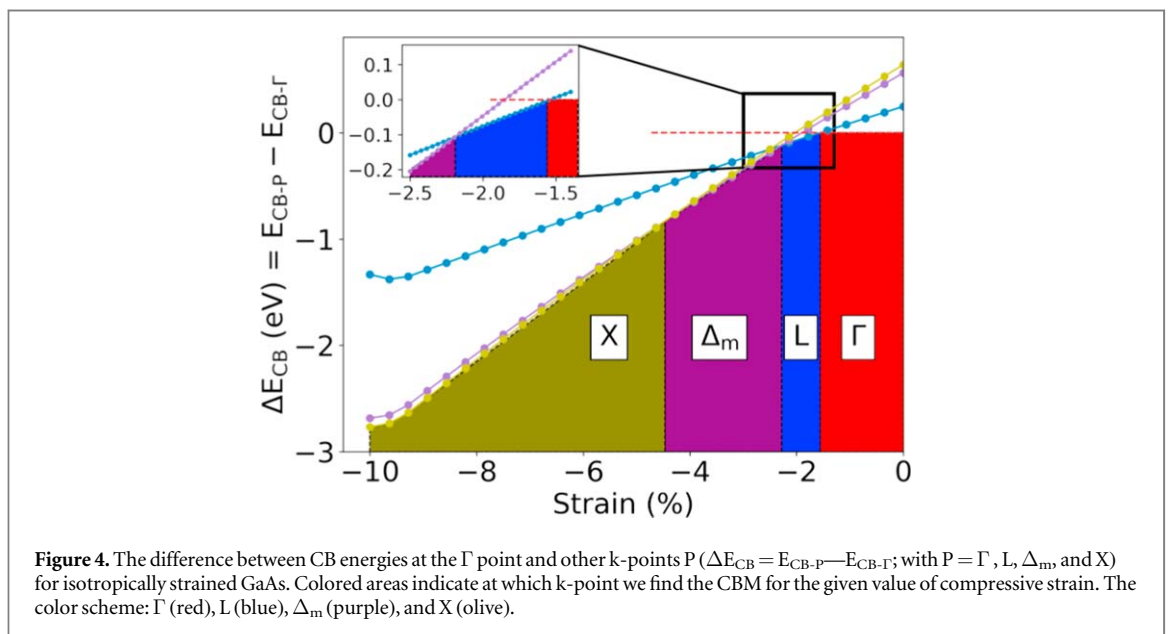 0.1
0.0
−0.1
−0.2
−2.5 −2.0 −1.5
ΔE_CB (eV) = E_CB-P − E_CB-Γ
0
−1
−2
−3
X Δ_m L Γ
−10 −8 −6 −4 −2 0
Strain (%)
Figure 4. The difference between CB energies at the Γ point and other k-points P (ΔE_CB = E_CB-P—E_CB-Γ; with P = Γ, L, Δ_m, and X)
for isotropically strained GaAs. Colored areas indicate at which k-point we find the CBM for the given value of compressive strain. The
color scheme: Γ (red), L (blue), Δ_m (purple), and X (olive).